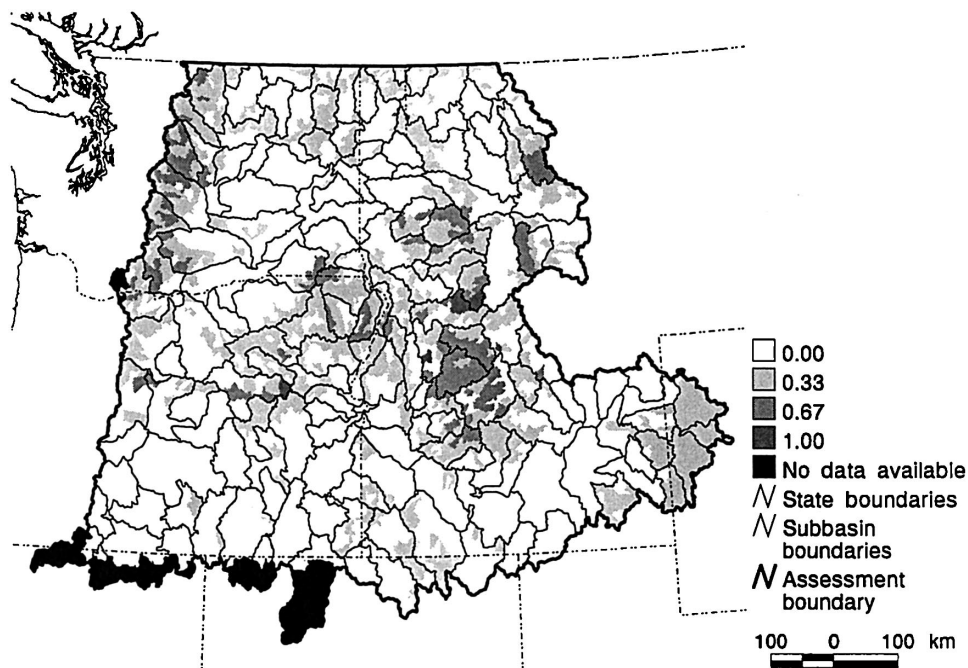 0.00
0.33
0.67
1.00
No data available
State boundaries
Subbasin
boundaries
Assessment
boundary
100 0 100 km